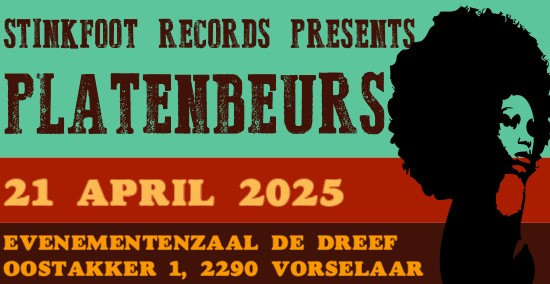 STINKFOOT RECORDS PRESENTS
PLATENBEURS
21 APRIL 2025
EVENEMENTENZAAL DE DREEF
OOSTAKKER 1, 2290 VORSELAAR